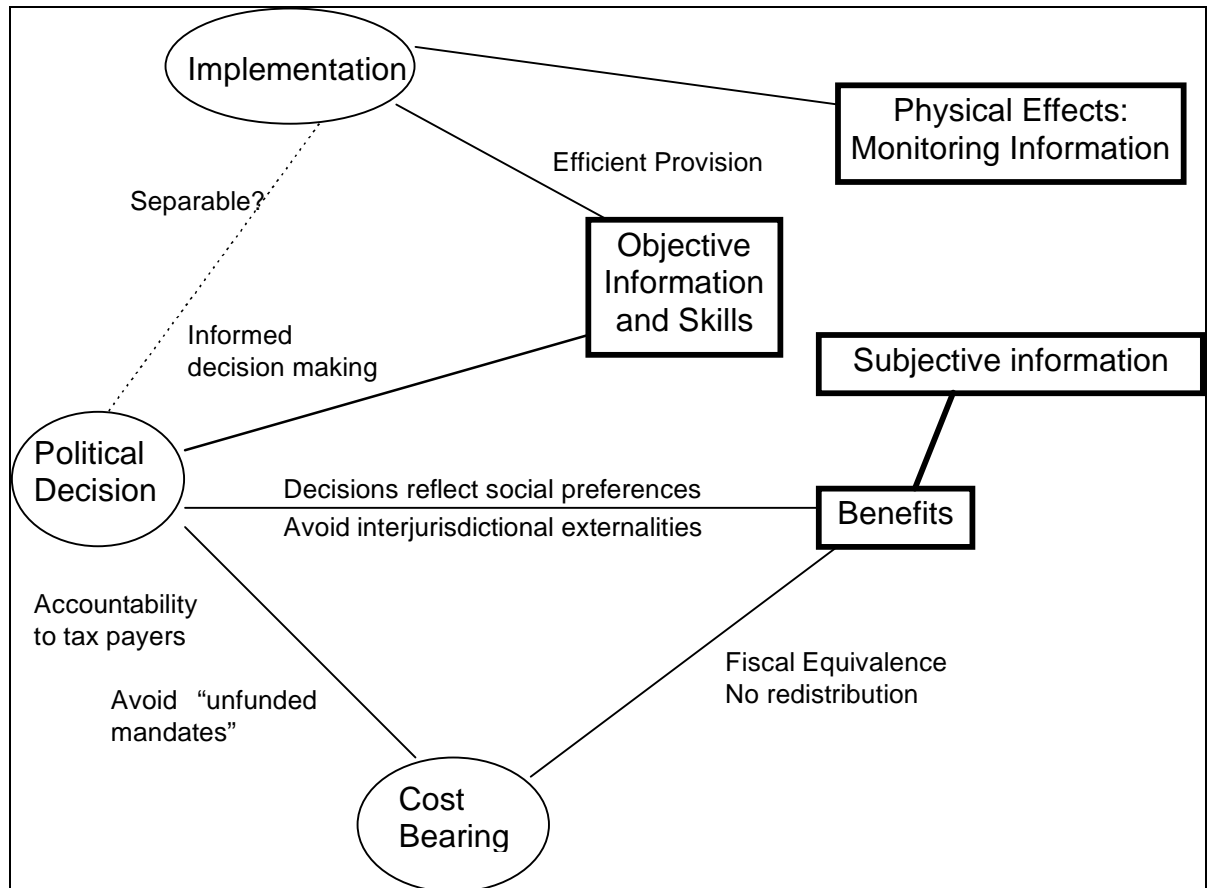 Implementation
Physical Effects:
Monitoring Information
Efficient Provision
Separable?
Objective
Information
and Skills
Informed
decision making
Subjective information
Political
Decision
Decisions reflect social preferences
Avoid interjurisdictional externalities
Benefits
Accountability
to tax payers
Fiscal Equivalence
No redistribution
Avoid “unfunded
mandates”
Cost
Bearing